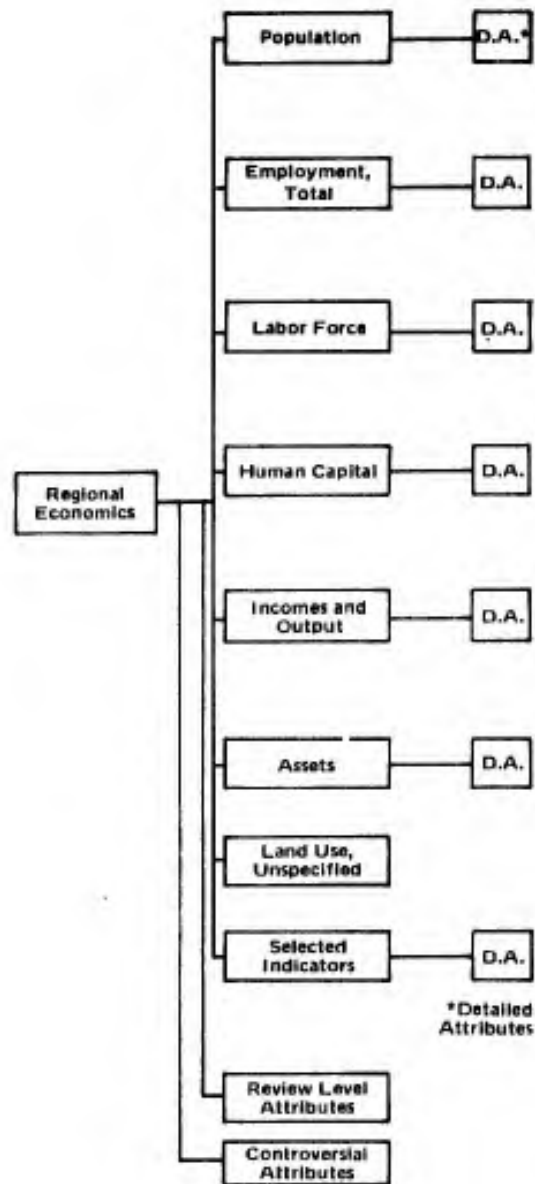 Population
D.A.*
Employment,
Total
D.A.
Labor Force
D.A.
Human Capital
D.A.
Regional
Economics
Incomes and
Output
D.A.
Assets
D.A.
Land Use,
Unspecified
Selected
Indicators
D.A.
*Detailed
Attributes
Review Level
Attributes
Controversial
Attributes